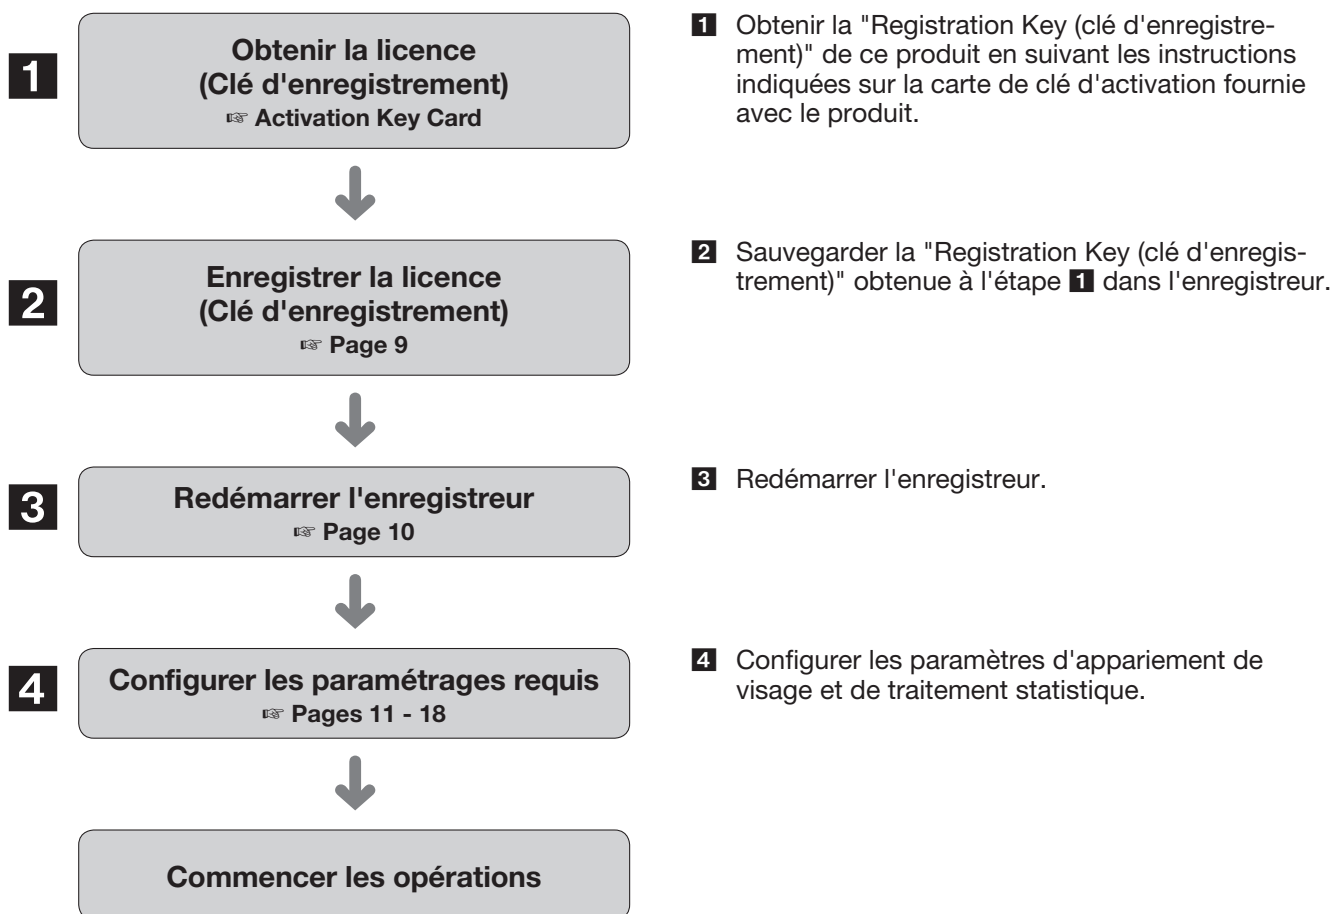 1
Obtenir la licence
(Clé d'enregistrement)
☞ Activation Key Card
1 Obtenir la "Registration Key (clé d'enregistre-
ment)" de ce produit en suivant les instructions
indiquées sur la carte de clé d'activation fournie
avec le produit.
2
Enregistrer la licence
(Clé d'enregistrement)
☞ Page 9
2 Sauvegarder la "Registration Key (clé d'enregis-
trement)" obtenue à l'étape 1 dans l'enregistreur.
3
Redémarrer l'enregistreur
☞ Page 10
3 Redémarrer l'enregistreur.
4
Configurer les paramétrages requis
☞ Pages 11 - 18
4 Configurer les paramètres d'appariement de
visage et de traitement statistique.
Commencer les opérations